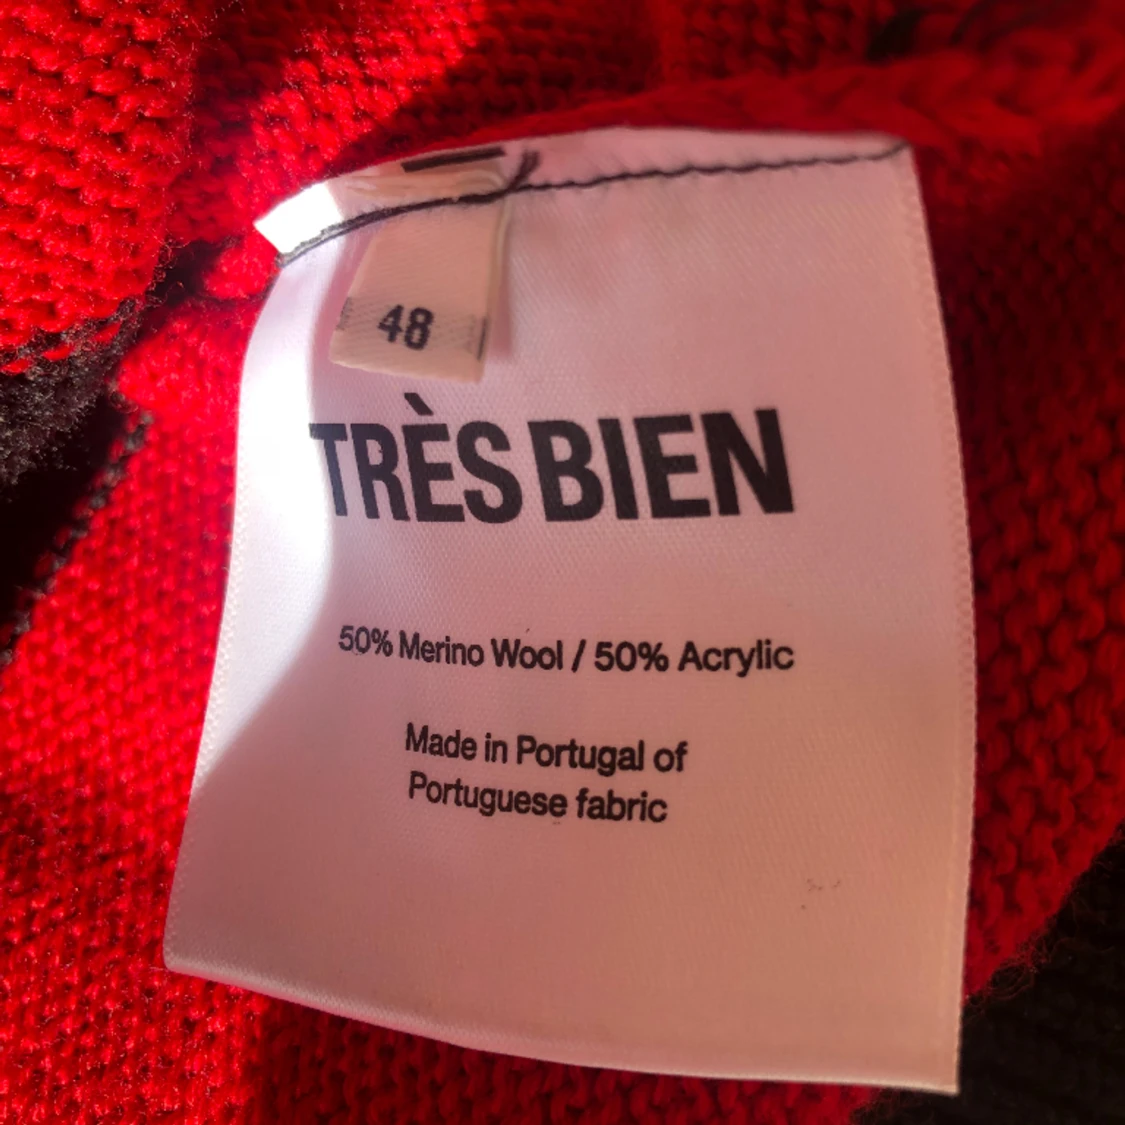 48
TRÈS BIEN
50% Merino Wool / 50% Acrylic
Made in Portugal of
Portuguese fabric